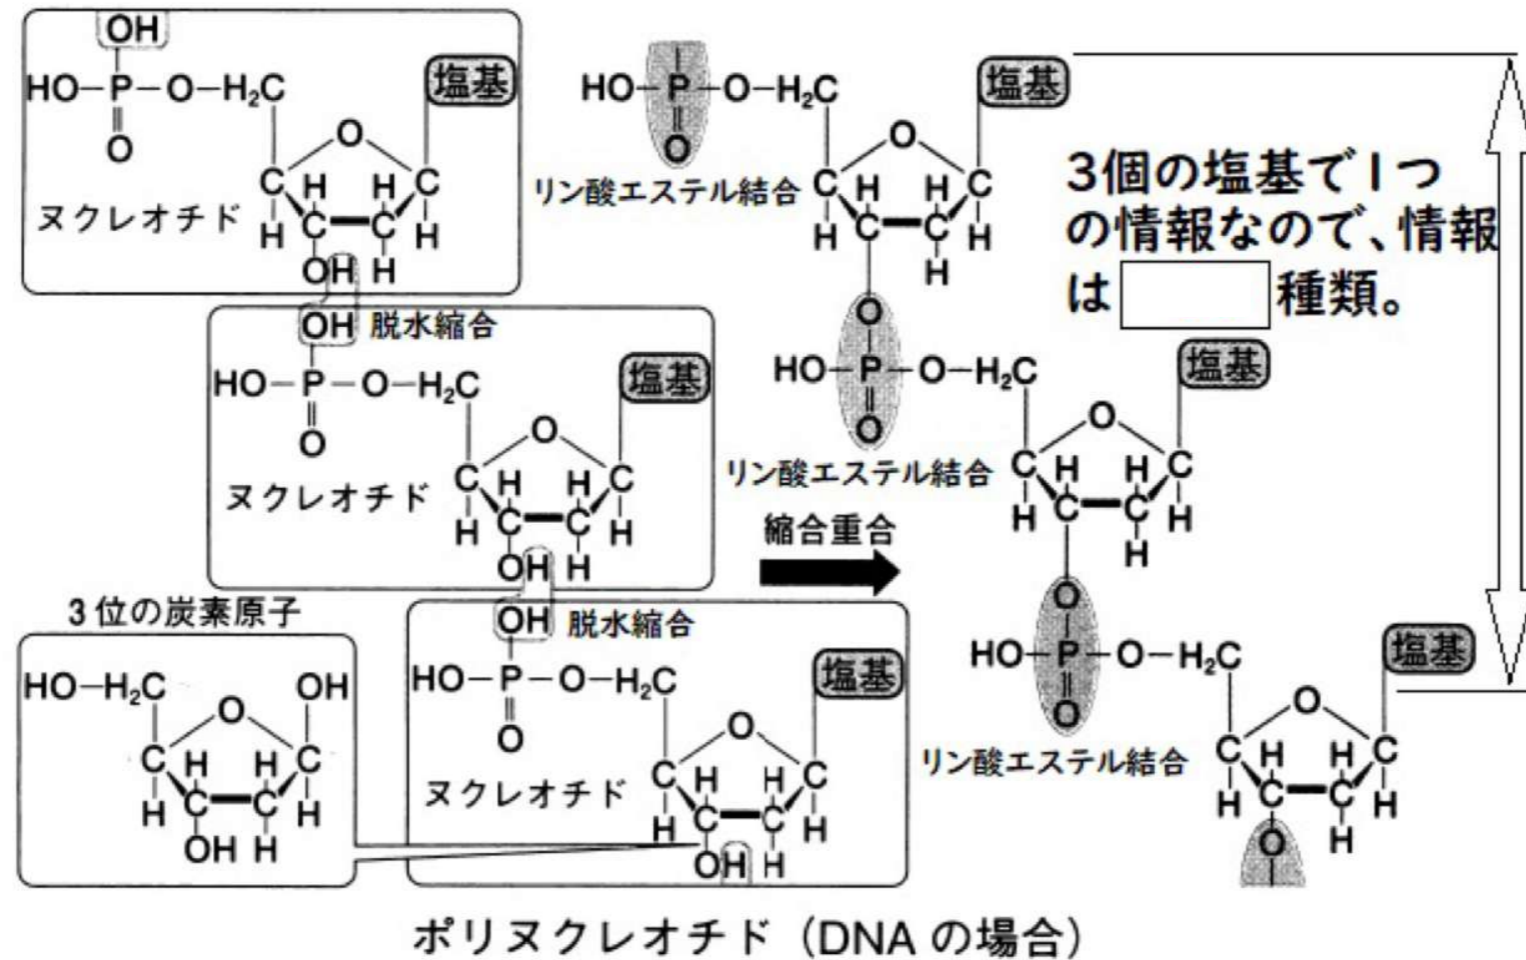 OH
HO-P-O-H₂C
塩基
O
O
C H H C
ヌクレオチド
H C C H
OH H
OH 脱水縮合
HO-P-O-H₂C
塩基
O
O
C H H C
ヌクレオチド
H C C H
OH H
OH 脱水縮合
HO-P-O-H₂C
塩基
O
O
C H H C
ヌクレオチド
H C C H
OH H
3位の炭素原子
HO-H₂C
OH
O
C H H C
H C C H
OH H
縮合重合
HO-P-O-H₂C
塩基
O
O
リン酸エステル結合
C H H C
H C C H
H
O
HO-P-O-H₂C
塩基
O
O
リン酸エステル結合
C H H C
H C C H
H
O
HO-P-O-H₂C
塩基
O
O
リン酸エステル結合
C H H C
H C C H
O H
3個の塩基で1つ
の情報なので、情報
は 種類。
ポリヌクレオチド（DNAの場合）